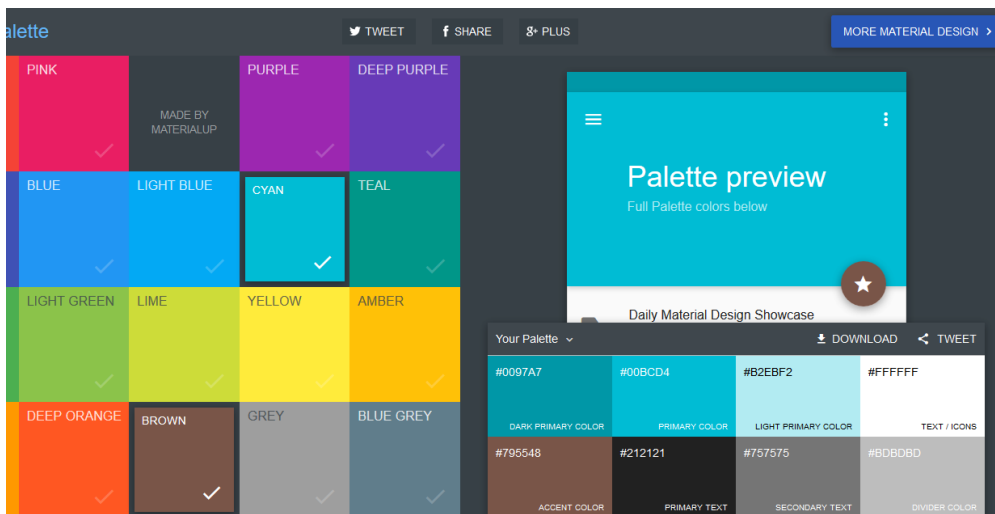 alette
TWEET
SHARE
PLUS
MORE MATERIAL DESIGN
PINK
MADE BY
MATERIALUP
PURPLE
DEEP PURPLE
BLUE
LIGHT BLUE
CYAN
TEAL
LIGHT GREEN
LIME
YELLOW
AMBER
DEEP ORANGE
BROWN
GREY
BLUE GREY
Palette preview
Full Palette colors below
Daily Material Design Showcase
Your Palette
DOWNLOAD
TWEET
#0097A7
DARK PRIMARY COLOR
#00BCD4
PRIMARY COLOR
#B2EBF2
LIGHT PRIMARY COLOR
#FFFFFF
TEXT / ICONS
#795548
ACCENT COLOR
#212121
PRIMARY TEXT
#757575
SECONDARY TEXT
#BDBDBD
DIVIDER COLOR